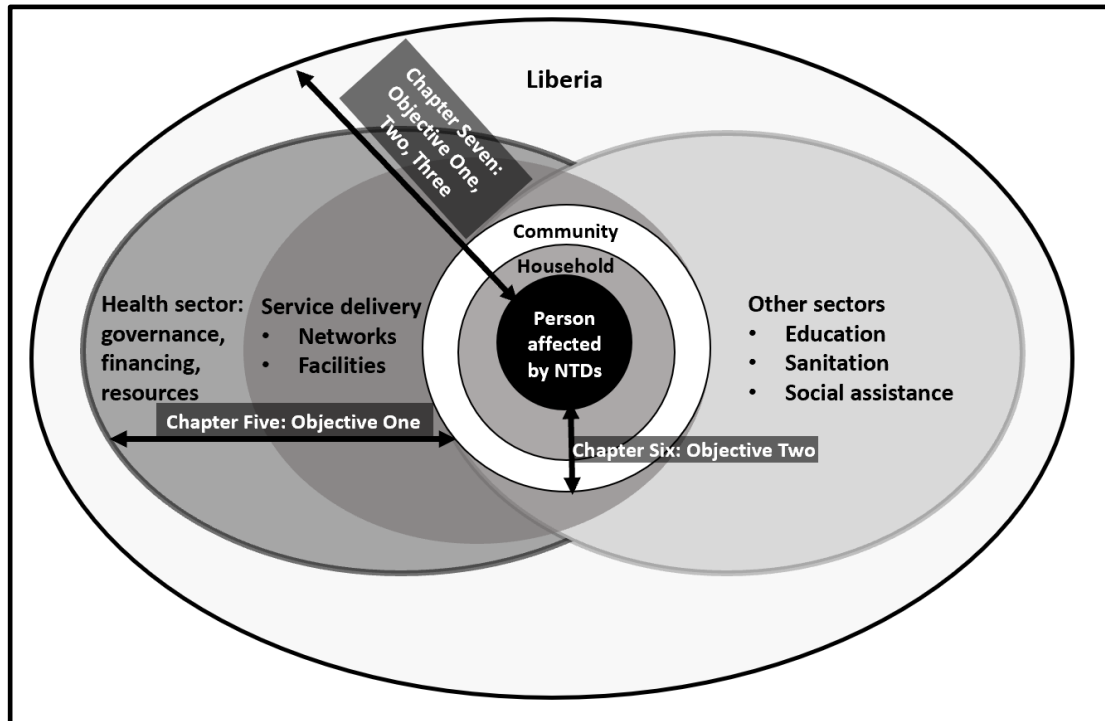 Liberia
Chapter Seven:
Objective One,
Two, Three
Community
Household
Person
affected
by NTDs
Health sector:
governance,
financing,
resources
Service delivery
• Networks
• Facilities
Other sectors
• Education
• Sanitation
• Social assistance
Chapter Five: Objective One
Chapter Six: Objective Two